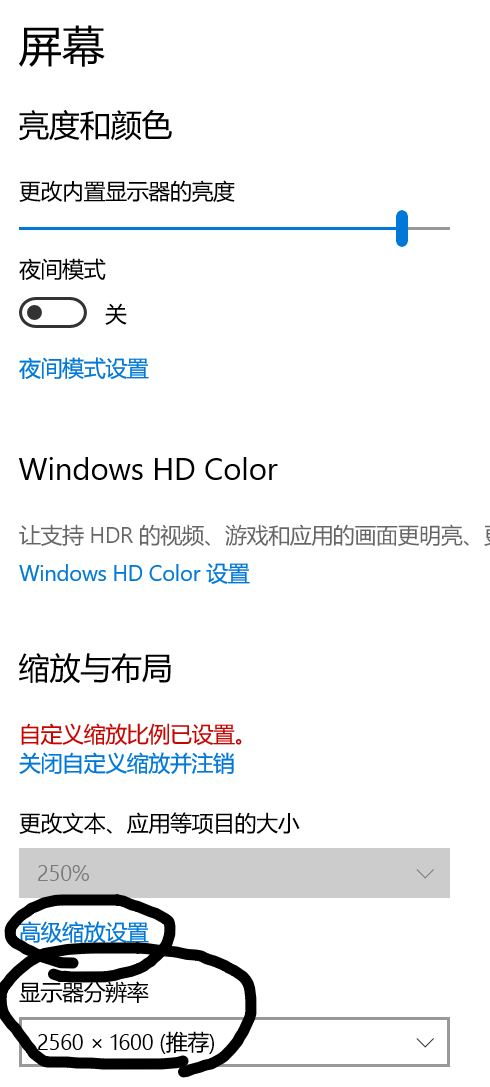 屏幕
亮度和颜色
更改内置显示器的亮度
夜间模式
关
夜间模式设置
Windows HD Color
让支持 HDR 的视频、游戏和应用的画面更明亮、
Windows HD Color 设置
缩放与布局
自定义缩放比例已设置。
关闭自定义缩放并注销
更改文本、应用等项目的大小
250%
高级缩放设置
显示器分辨率
2560 × 1600 (推荐)